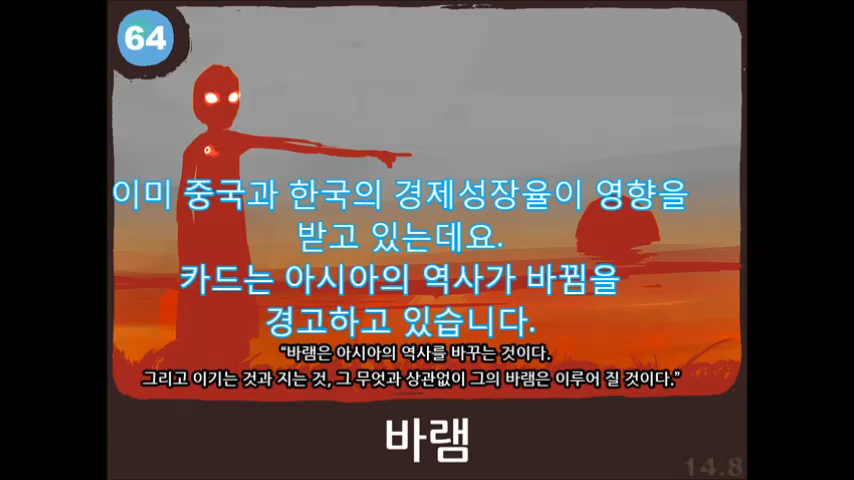 64
이미 중국과 한국의 경제성장율이 영향을
받고 있는데요.
카드는 아시아의 역사가 바뀜을
경고하고 있습니다.
“바램은 아시아의 역사를 바꾸는 것이다.
그리고 이기는 것과 지는 것, 그 무엇과 상관없이 그의 바램은 이루어 질 것이다.”
바램
14.8